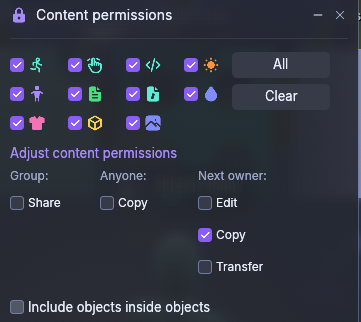 Content permissions
All
Clear
Adjust content permissions
Group: Anyone: Next owner:
Share Copy Edit
Copy
Transfer
Include objects inside objects